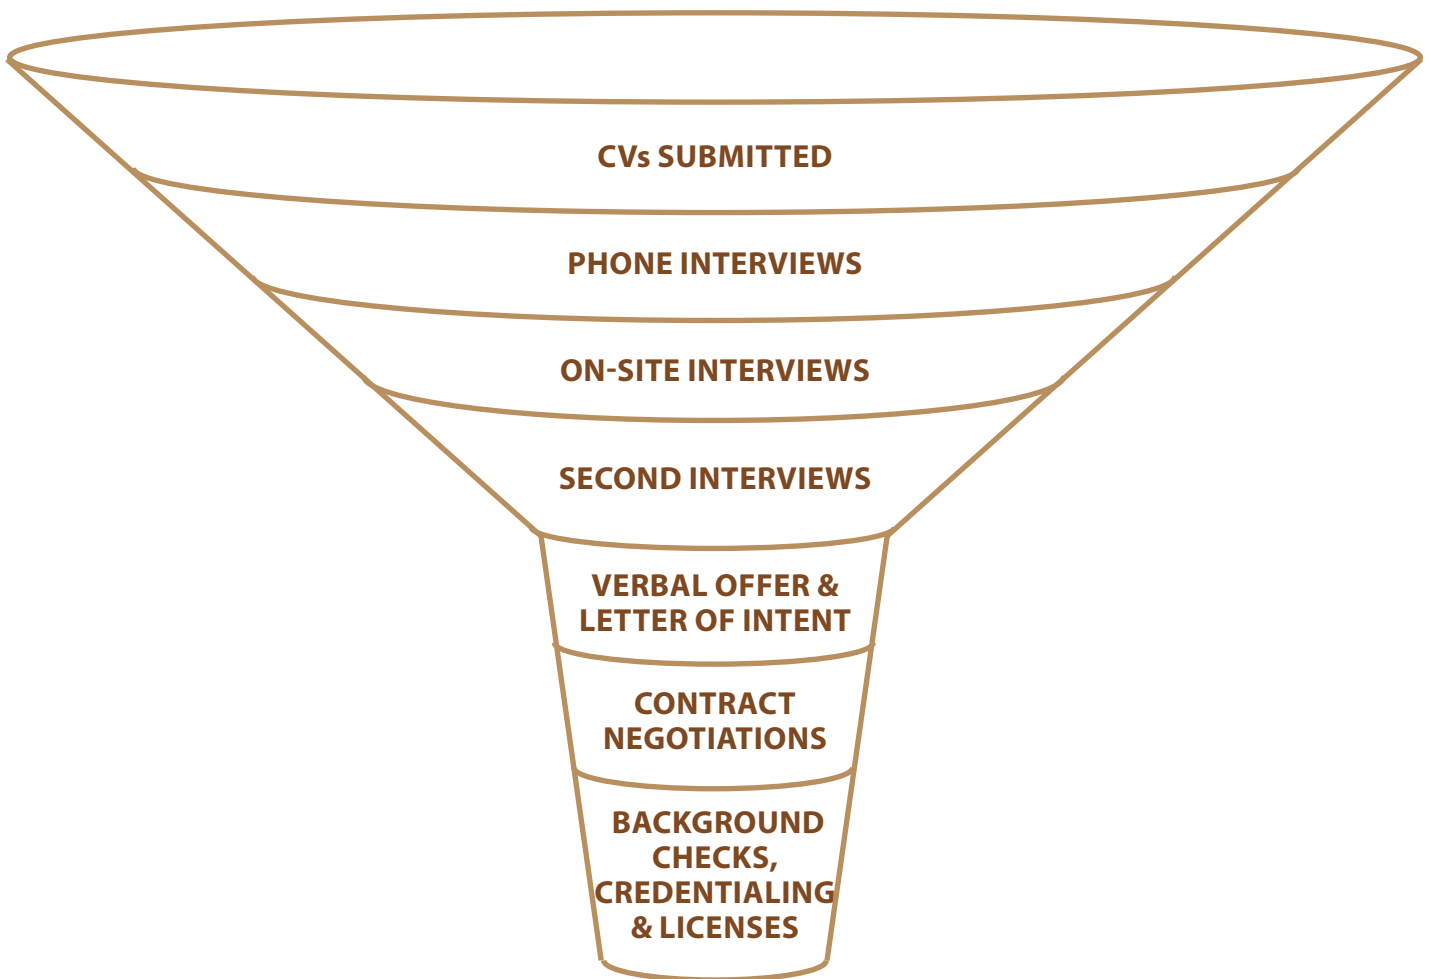 CVs SUBMITTED
PHONE INTERVIEWS
ON-SITE INTERVIEWS
SECOND INTERVIEWS
VERBAL OFFER &
LETTER OF INTENT
CONTRACT
NEGOTIATIONS
BACKGROUND
CHECKS,
CREDENTIALING
& LICENSES